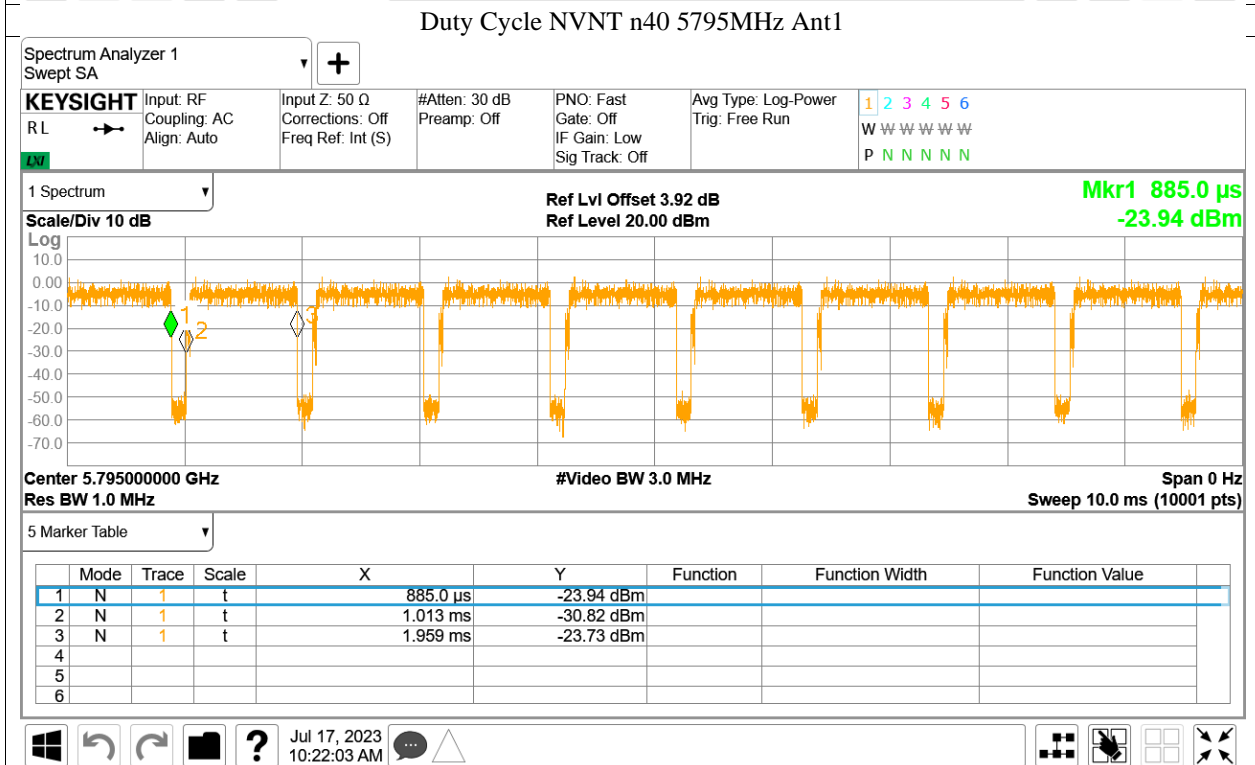 Duty Cycle NVNT n40 5795MHz Ant1
Spectrum Analyzer 1
Swept SA
KEYSIGHT
R L
LXI
Input: RF
Coupling: AC
Align: Auto
Input Z: 50 Ω
Corrections: Off
Freq Ref: Int (S)
#Atten: 30 dB
Preamp: Off
PNO: Fast
Gate: Off
IF Gain: Low
Sig Track: Off
Avg Type: Log-Power
Trig: Free Run
1 2 3 4 5 6
W W W W W W
P N N N N N
1 Spectrum
Scale/Div 10 dB
Ref Lvl Offset 3.92 dB
Ref Level 20.00 dBm
Mkr1 885.0 µs
-23.94 dBm
Log
10.0
0.00
-10.0
-20.0
-30.0
-40.0
-50.0
-60.0
-70.0
1
2
3
Center 5.795000000 GHz
#Video BW 3.0 MHz
Span 0 Hz
Res BW 1.0 MHz
Sweep 10.0 ms (10001 pts)
5 Marker Table
Mode Trace Scale X Y Function Function Width Function Value
1 N 1 t 885.0 µs -23.94 dBm
2 N 1 t 1.013 ms -30.82 dBm
3 N 1 t 1.959 ms -23.73 dBm
4
5
6
?
Jul 17, 2023
10:22:03 AM